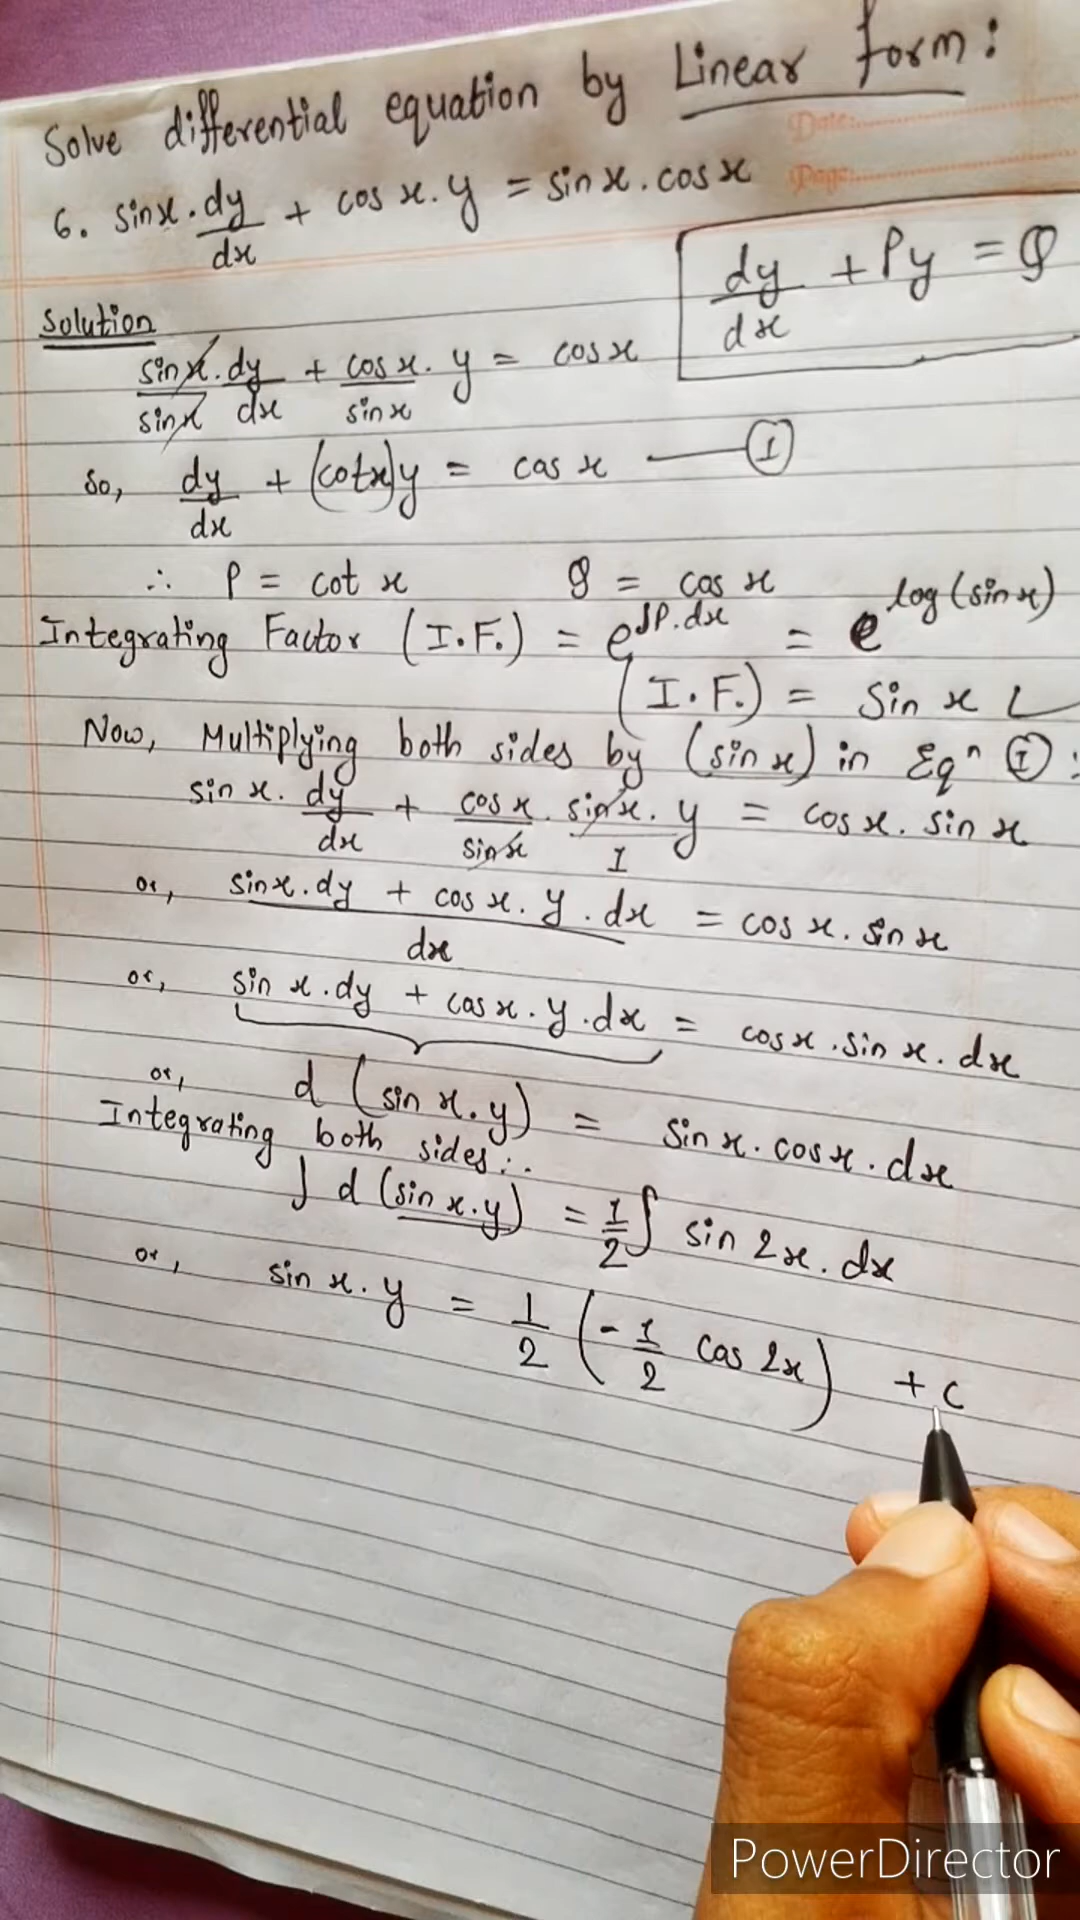 Solve differential equation by Linear form:
Date:
6. sinx. dy/dx + cos x. y = sin x. cos x
Page:
dy/dx + Py = Q
Solution
sinx/sinx . dy/dx + cos x/sin x . y = cos x
So, dy/dx + (cotx)y = cos x —— (I)
∴ P = cot x Q = cos x
Integrating Factor (I.F.) = e^∫P.dx = e^log(sin x)
(I.F.) = Sin x
Now, Multiplying both sides by (sin x) in Eqⁿ (I):
sin x. dy/dx + cos x/sin x . sin x/1 . y = cos x. sin x
or, (sin x. dy + cos x. y. dx)/dx = cos x. sin x
or, sin x. dy + cos x. y. dx = cos x. sin x. dx
or, d (sin x. y) = sin x. cos x. dx
Integrating both sides:.
∫ d (sin x. y) = 1/2 ∫ sin 2x. dx
or, sin x. y = 1/2 (- 1/2 cos 2x) + c
PowerDirector